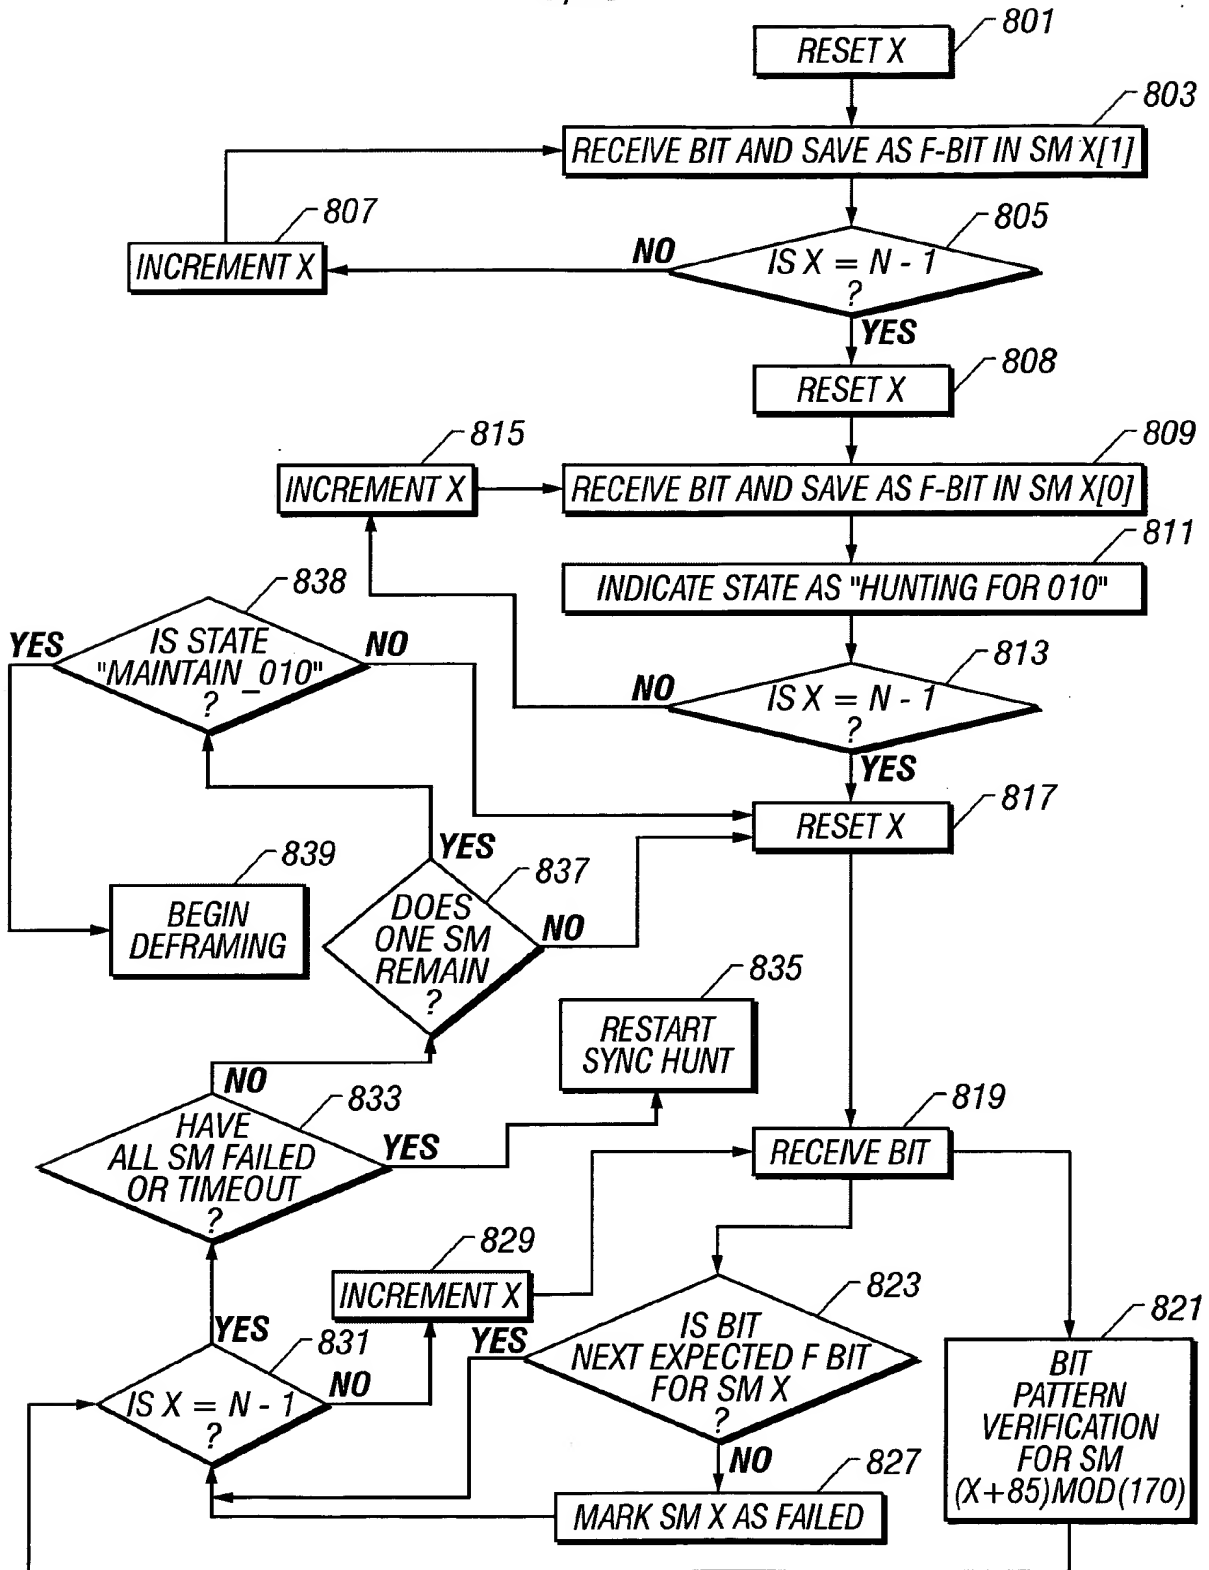 801
RESET X
803
RECEIVE BIT AND SAVE AS F-BIT IN SM X[1]
807
INCREMENT X
805
NO
IS X = N - 1
?
YES
808
RESET X
815
INCREMENT X
809
RECEIVE BIT AND SAVE AS F-BIT IN SM X[0]
811
INDICATE STATE AS "HUNTING FOR 010"
838
YES
IS STATE
"MAINTAIN_010"
?
NO
813
NO
IS X = N - 1
?
YES
817
RESET X
839
BEGIN
DEFRAMING
YES
837
DOES
ONE SM
REMAIN
?
NO
835
RESTART
SYNC HUNT
NO
833
HAVE
ALL SM FAILED
OR TIMEOUT
?
YES
819
RECEIVE BIT
829
INCREMENT X
823
YES
IS BIT
NEXT EXPECTED F BIT
FOR SM X
?
NO
821
BIT
PATTERN
VERIFICATION
FOR SM
(X+85)MOD(170)
YES
831
IS X = N - 1
?
NO
827
MARK SM X AS FAILED